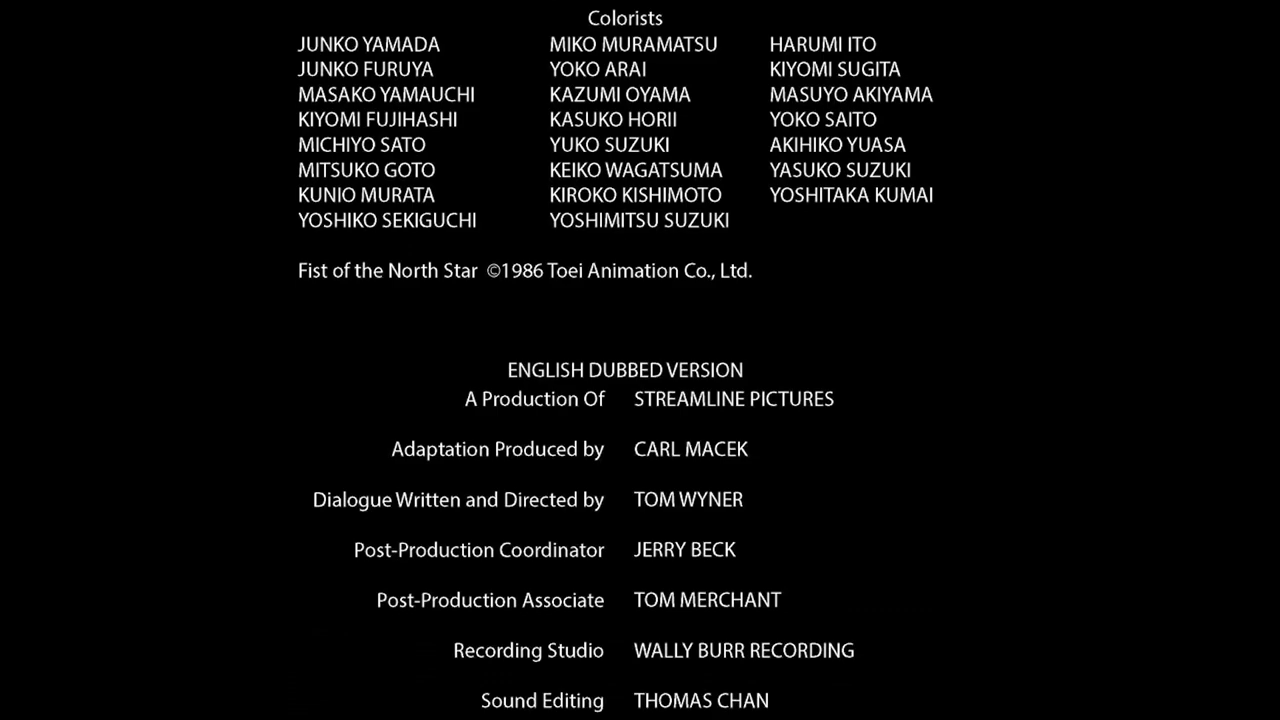 Colorists
JUNKO YAMADA MIKO MURAMATSU HARUMI ITO
JUNKO FURUYA YOKO ARAI KIYOMI SUGITA
MASAKO YAMAUCHI KAZUMI OYAMA MASUYO AKIYAMA
KIYOMI FUJIHASHI KASUKO HORII YOKO SAITO
MICHIYO SATO YUKO SUZUKI AKIHIKO YUASA
MITSUKO GOTO KEIKO WAGATSUMA YASUKO SUZUKI
KUNIO MURATA KIROKO KISHIMOTO YOSHITAKA KUMAI
YOSHIKO SEKIGUCHI YOSHIMITSU SUZUKI
Fist of the North Star ©1986 Toei Animation Co., Ltd.
ENGLISH DUBBED VERSION
A Production Of STREAMLINE PICTURES
Adaptation Produced by CARL MACEK
Dialogue Written and Directed by TOM WYNER
Post-Production Coordinator JERRY BECK
Post-Production Associate TOM MERCHANT
Recording Studio WALLY BURR RECORDING
Sound Editing THOMAS CHAN